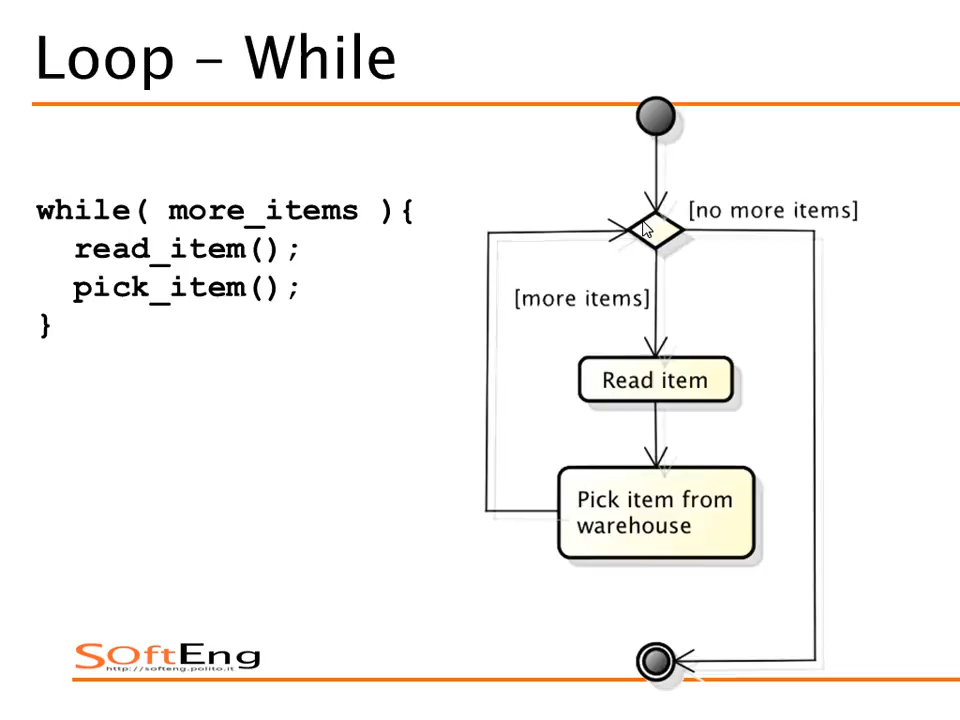 Loop - While
while( more_items ){
read_item();
pick_item();
}
[no more items]
[more items]
Read item
Pick item from
warehouse
SOftEng
http://softeng.polito.it